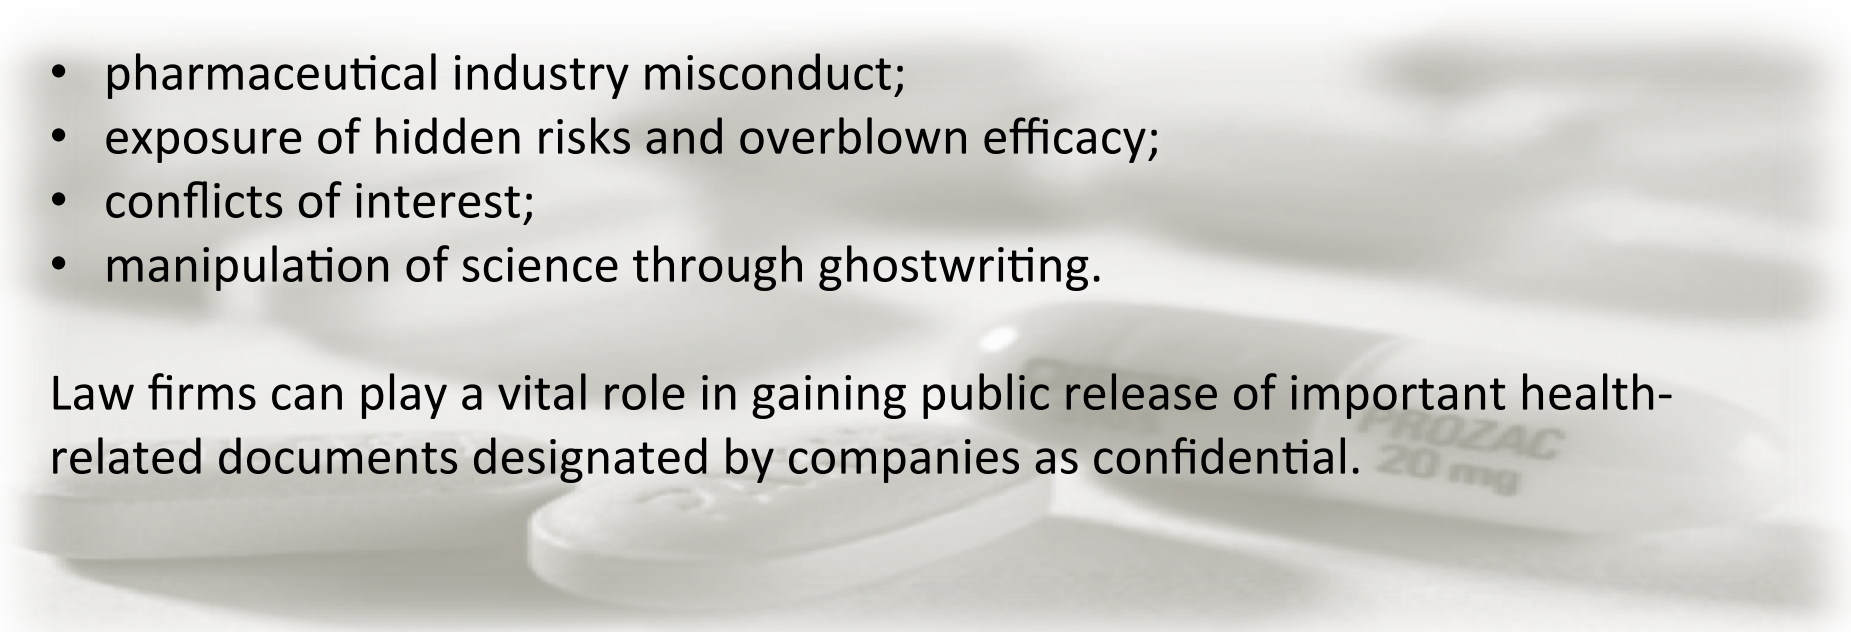 • pharmaceutical industry misconduct;
• exposure of hidden risks and overblown efficacy;
• conflicts of interest;
• manipulation of science through ghostwriting.
Law firms can play a vital role in gaining public release of important health-
related documents designated by companies as confidential.
PROZAC
20 mg